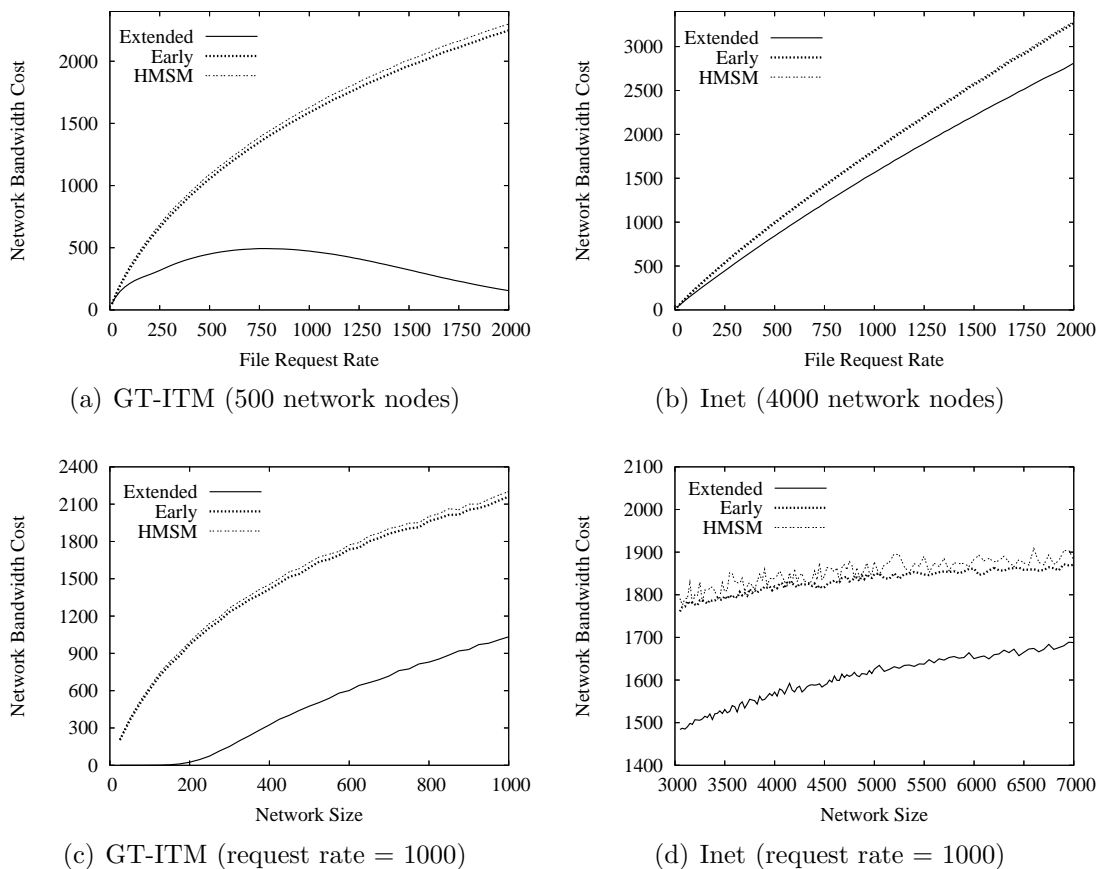 Network Bandwidth Cost
2000
1500
1000
500
0
Extended
Early
HMSM
0 250 500 750 1000 1250 1500 1750 2000
File Request Rate
(a) GT-ITM (500 network nodes)
Network Bandwidth Cost
3000
2500
2000
1500
1000
500
0
Extended
Early
HMSM
0 250 500 750 1000 1250 1500 1750 2000
File Request Rate
(b) Inet (4000 network nodes)
Network Bandwidth Cost
2400
2100
1800
1500
1200
900
600
300
0
Extended
Early
HMSM
0 200 400 600 800 1000
Network Size
(c) GT-ITM (request rate = 1000)
Network Bandwidth Cost
2100
2000
1900
1800
1700
1600
1500
1400
Extended
Early
HMSM
3000 3500 4000 4500 5000 5500 6000 6500 7000
Network Size
(d) Inet (request rate = 1000)